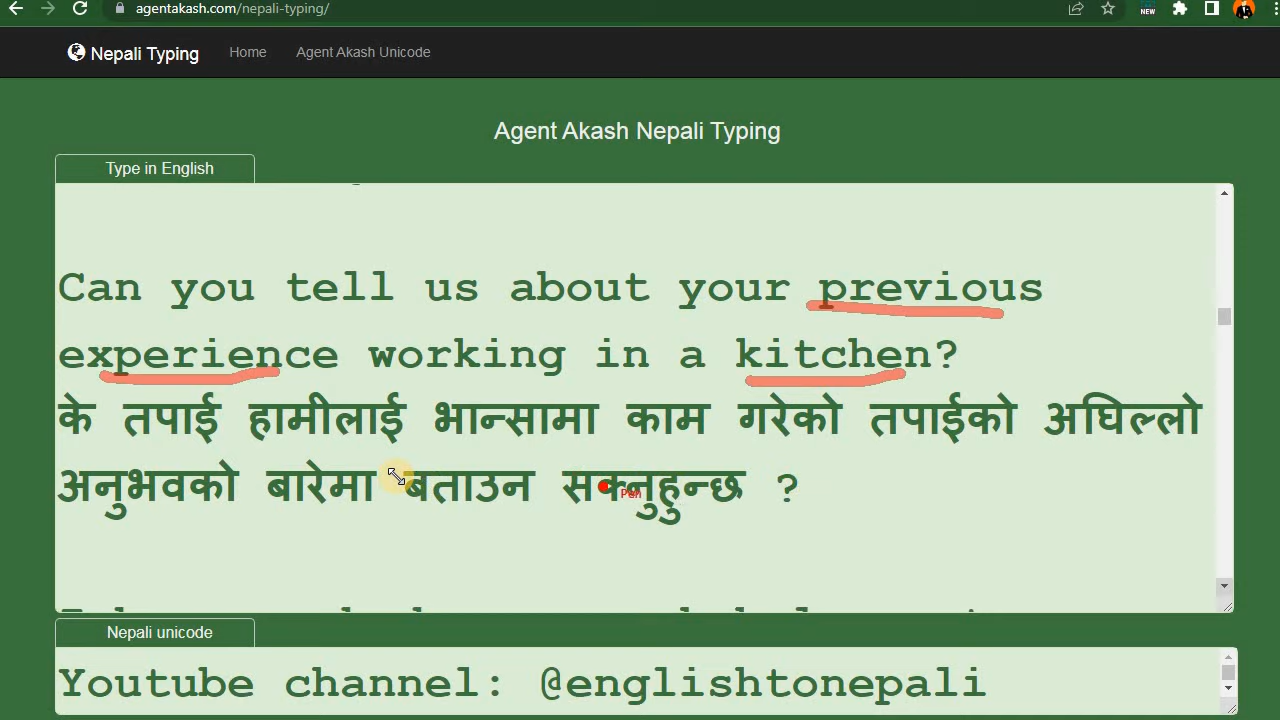 agentakash.com/nepali-typing/
NEW
Nepali Typing Home Agent Akash Unicode
Agent Akash Nepali Typing
Type in English
Can you tell us about your previous
experience working in a kitchen?
के तपाई हामीलाई भान्सामा काम गरेको तपाईको अघिल्लो
अनुभवको बारेमा बताउन सक्नुहुन्छ ?
Pen
Nepali unicode
Youtube channel: @englishtonepali